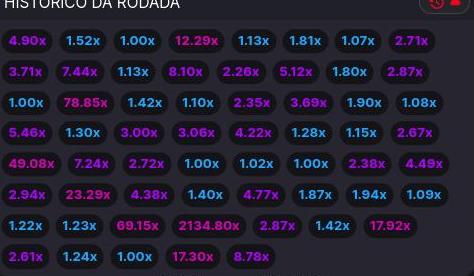 HISTÓRICO DA RODADA
4.90x 1.52x 1.00x 12.29x 1.13x 1.81x 1.07x 2.71x
3.71x 7.44x 1.13x 8.10x 2.26x 5.12x 1.80x 2.87x
1.00x 78.85x 1.42x 1.10x 2.35x 3.69x 1.90x 1.08x
5.46x 1.30x 3.00x 3.06x 4.22x 1.28x 1.15x 2.67x
49.08x 7.24x 2.72x 1.00x 1.02x 1.00x 2.38x 4.49x
2.94x 23.29x 4.38x 1.40x 4.77x 1.87x 1.94x 1.09x
1.22x 1.23x 69.15x 2134.80x 2.87x 1.42x 17.92x
2.61x 1.24x 1.00x 17.30x 8.78x